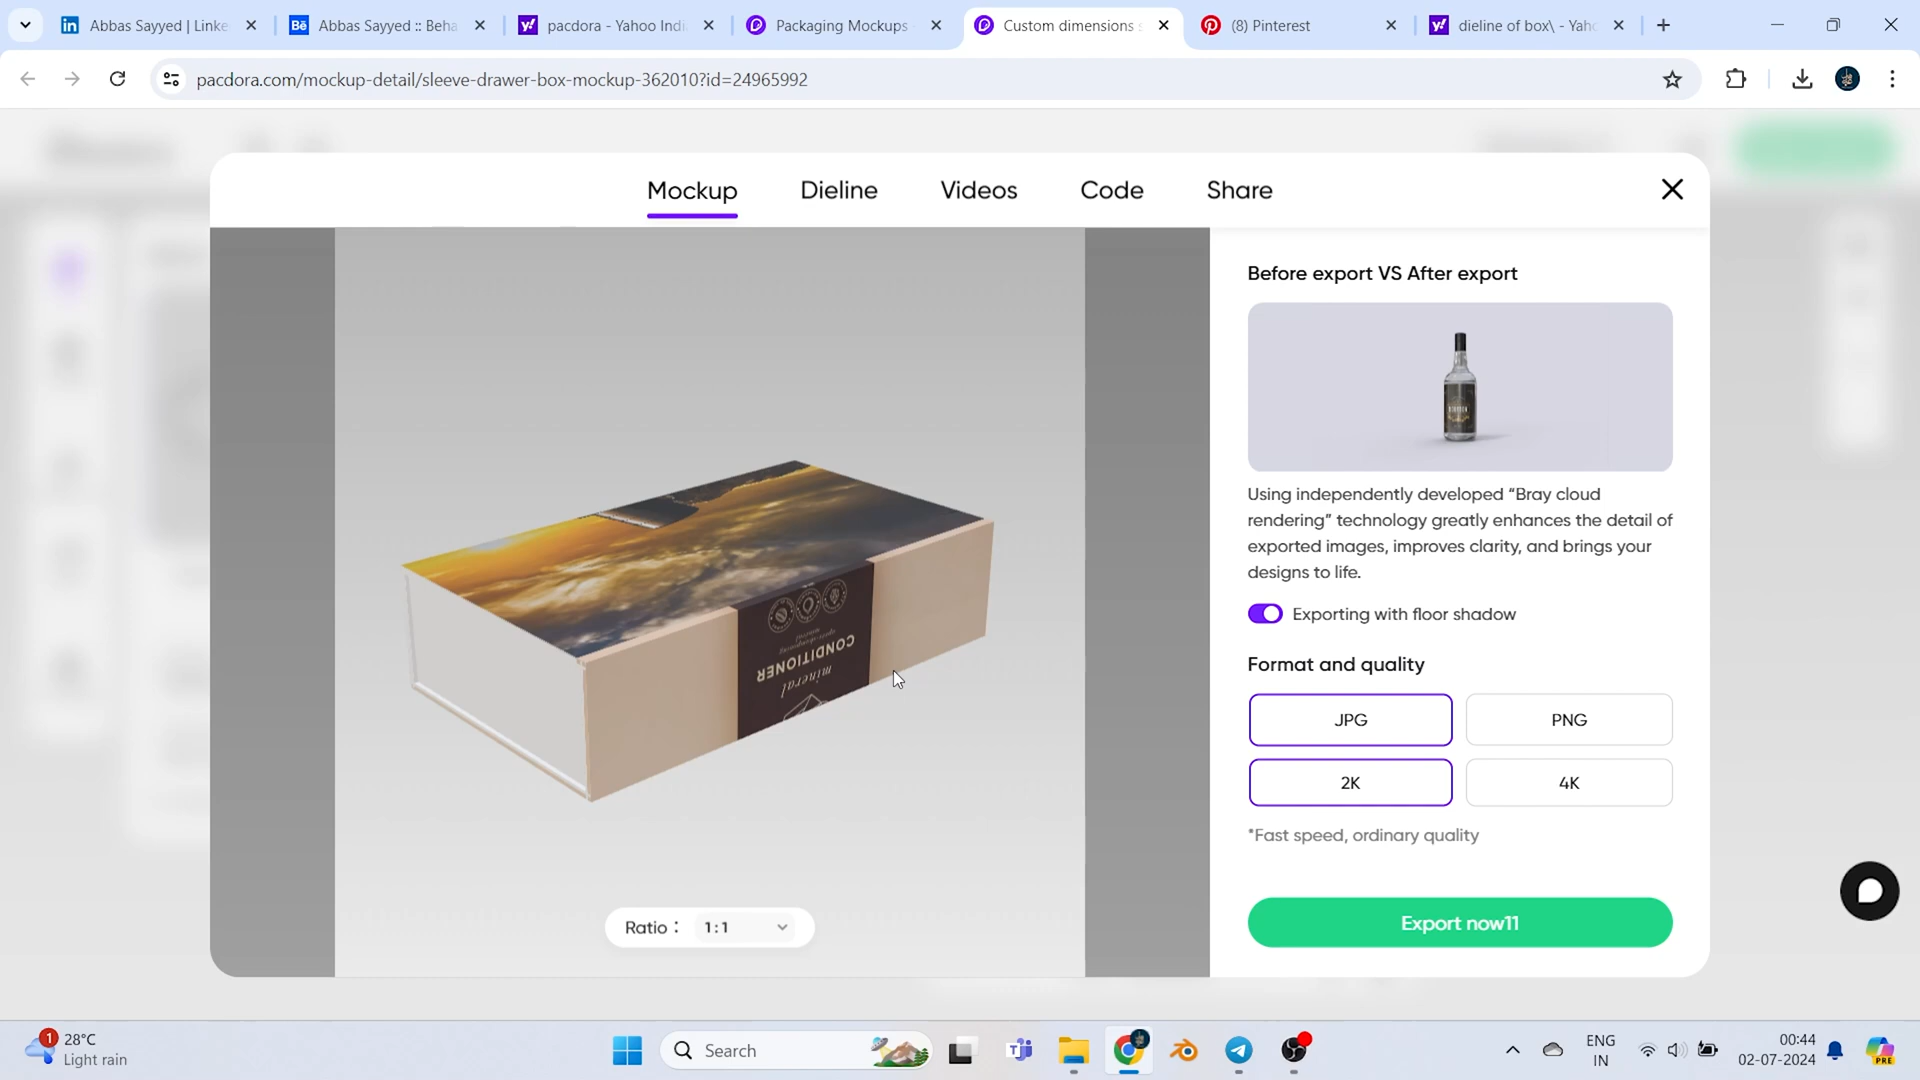 Abbas Sayyed | Linke
Abbas Sayyed :: Beha
pacdora - Yahoo Indi
Packaging Mockups -
Custom dimensions s
(8) Pinterest
dieline of box\ - Yaho
pacdora.com/mockup-detail/sleeve-drawer-box-mockup-362010?id=24965992
Mockup
Dieline
Videos
Code
Share
Before export VS After export
Using independently developed “Bray cloud
rendering” technology greatly enhances the detail of
exported images, improves clarity, and brings your
designs to life.
Exporting with floor shadow
Format and quality
JPG
PNG
2K
4K
*Fast speed, ordinary quality
Export now11
CONDITIONER
mineral
Ratio :
1 : 1
1
28°C
Light rain
Search
ENG
IN
00:44
02-07-2024
PRE